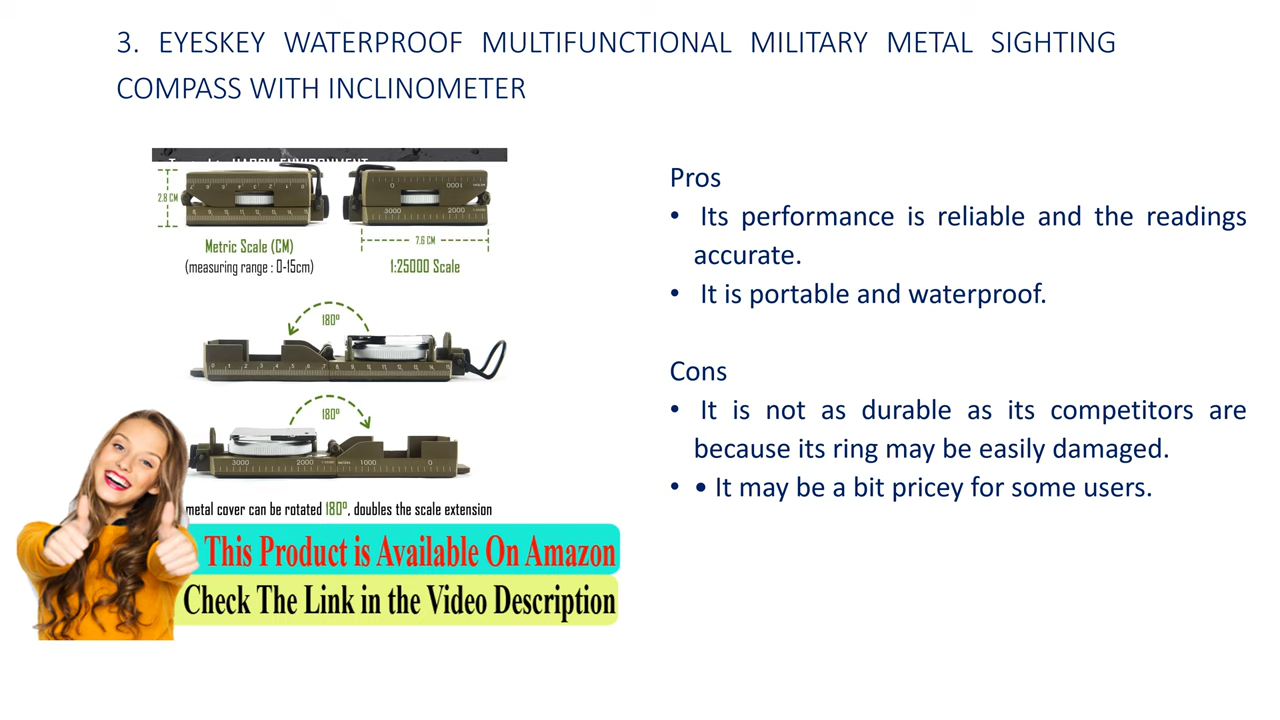 3. EYESKEY WATERPROOF MULTIFUNCTIONAL MILITARY METAL SIGHTING
COMPASS WITH INCLINOMETER
2.8 CM
Metric Scale (CM)
(measuring range : 0-15cm)
7.6 CM
1:25000 Scale
3000 2000
180°
180°
3000 2000 1000 0
metal cover can be rotated 180°, doubles the scale extension
This Product is Available On Amazon
Check The Link in the Video Description
Pros
• Its performance is reliable and the readings
accurate.
• It is portable and waterproof.
Cons
• It is not as durable as its competitors are
because its ring may be easily damaged.
• • It may be a bit pricey for some users.